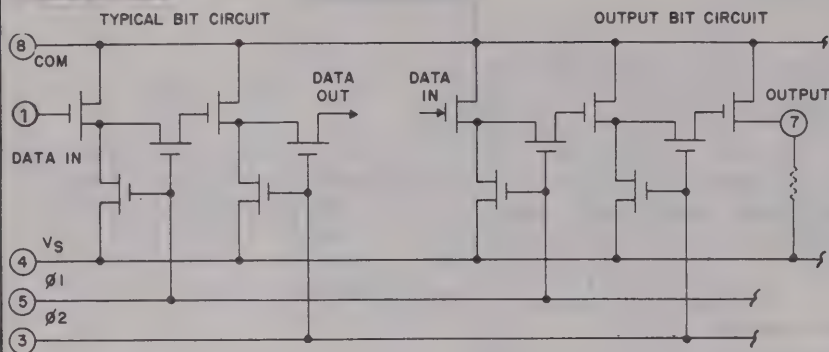 TYPICAL BIT CIRCUIT
OUTPUT BIT CIRCUIT
8
COM
DATA OUT
DATA IN
OUTPUT
1
7
DATA IN
VS
4
Ø1
5
Ø2
3